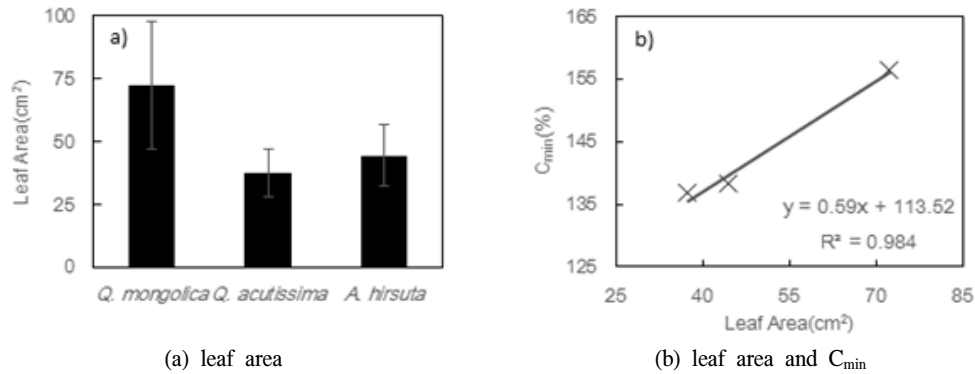 a)
100
75
50
25
0
Leaf Area(cm²)
Q. mongolica Q. acutissima A. hirsuta
(a) leaf area
b)
165
155
145
135
125
Cmin(%)
y = 0.59x + 113.52
R² = 0.984
25 40 55 70 85
Leaf Area(cm²)
(b) leaf area and Cmin